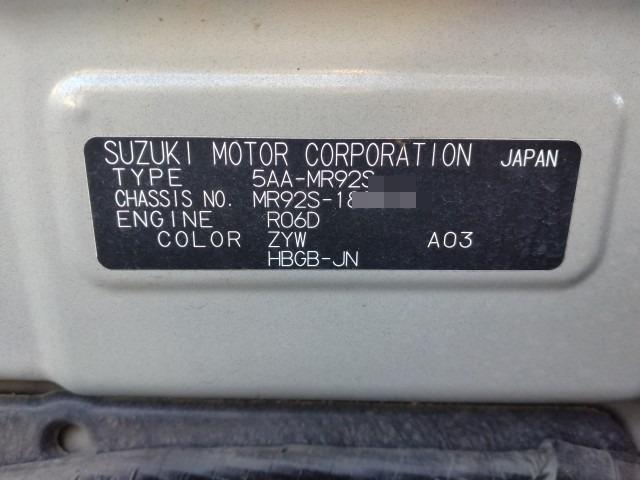 SUZUKI MOTOR CORPORATION JAPAN
TYPE 5AA-MR92S
CHASSIS NO. MR92S-18
ENGINE R06D
COLOR ZYW A03
HBGB-JN